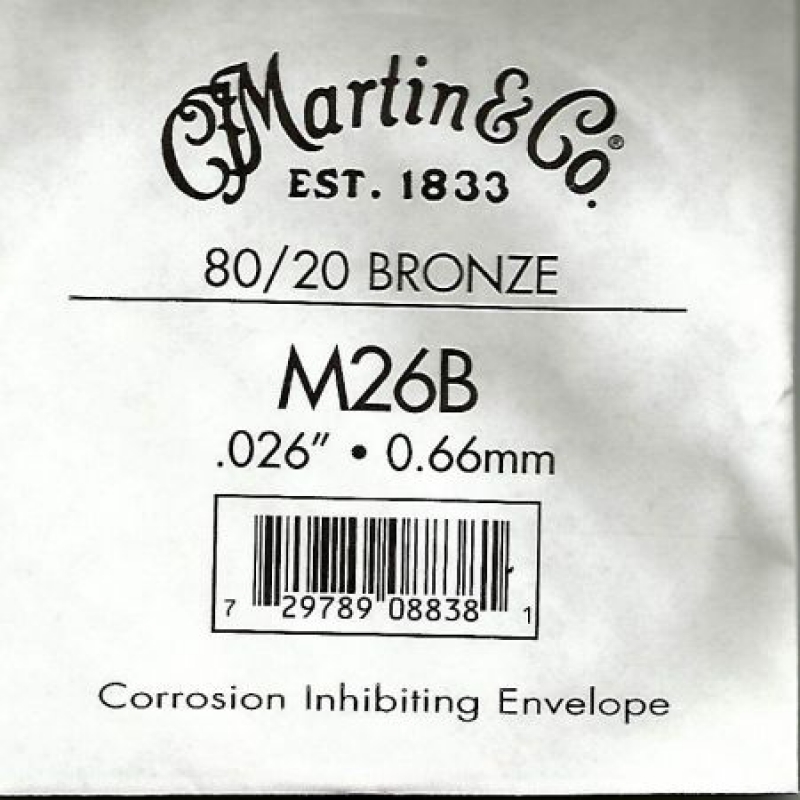 CFMartin & Co.®
EST. 1833
80/20 BRONZE
M26B
.026” • 0.66mm
7 29789 08838 1
Corrosion Inhibiting Envelope